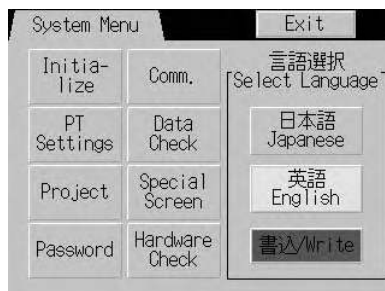 System Menu
Exit
Initia-
lize
Comm.
PT
Settings
Data
Check
Project
Special
Screen
Password
Hardware
Check
言語選択
Select Language
日本語
Japanese
英語
English
書込/Write